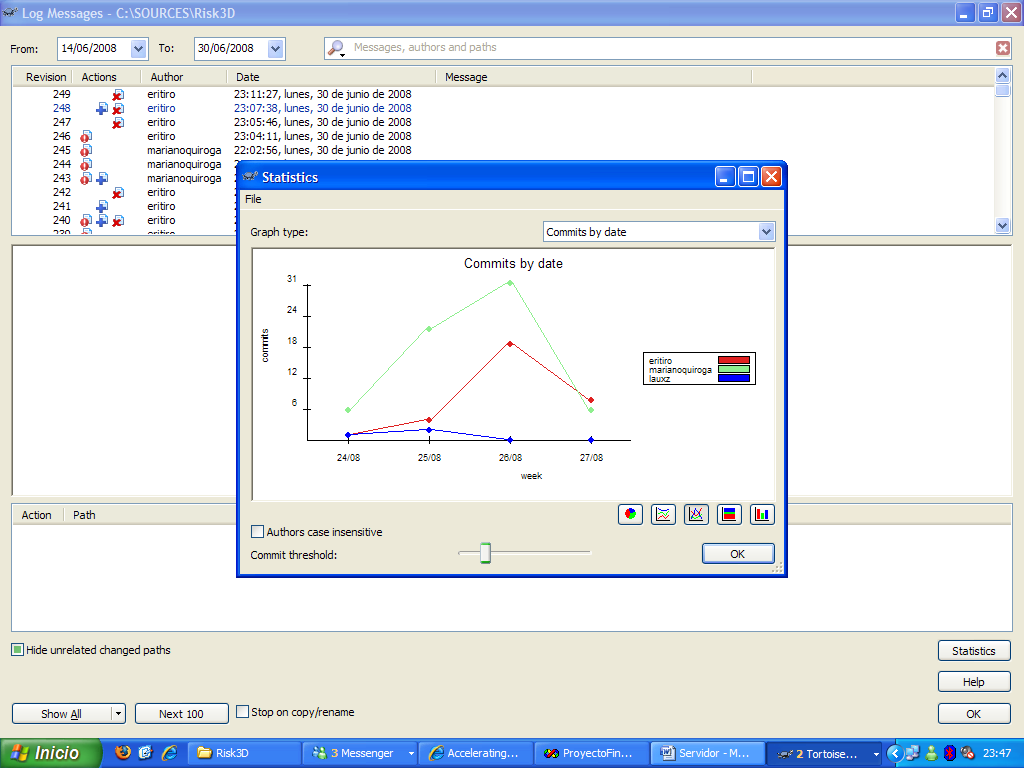 Log Messages - C:\SOURCES\Risk3D
From: 14/06/2008 To: 30/06/2008 Messages, authors and paths
Revision Actions Author Date Message
249 eritiro 23:11:27, lunes, 30 de junio de 2008
248 eritiro 23:07:38, lunes, 30 de junio de 2008
247 eritiro 23:05:46, lunes, 30 de junio de 2008
246 eritiro 23:04:11, lunes, 30 de junio de 2008
245 marianoquiroga 22:02:56, lunes, 30 de junio de 2008
244 marianoquiroga
243 marianoquiroga
242 eritiro
241 eritiro
240 eritiro
239 eritiro
Statistics
File
Graph type: Commits by date
Commits by date
31
24
18
12
6
commits
24/08 25/08 26/08 27/08
week
eritiro
marianoquiroga
lauxz
Authors case insensitive
Commit threshold:
OK
Action Path
Hide unrelated changed paths
Statistics
Help
Show All Next 100 Stop on copy/rename OK
Inicio Risk3D 3 Messenger Accelerating... ProyectoFin... Servidor - M... 2 Tortoise... 23:47